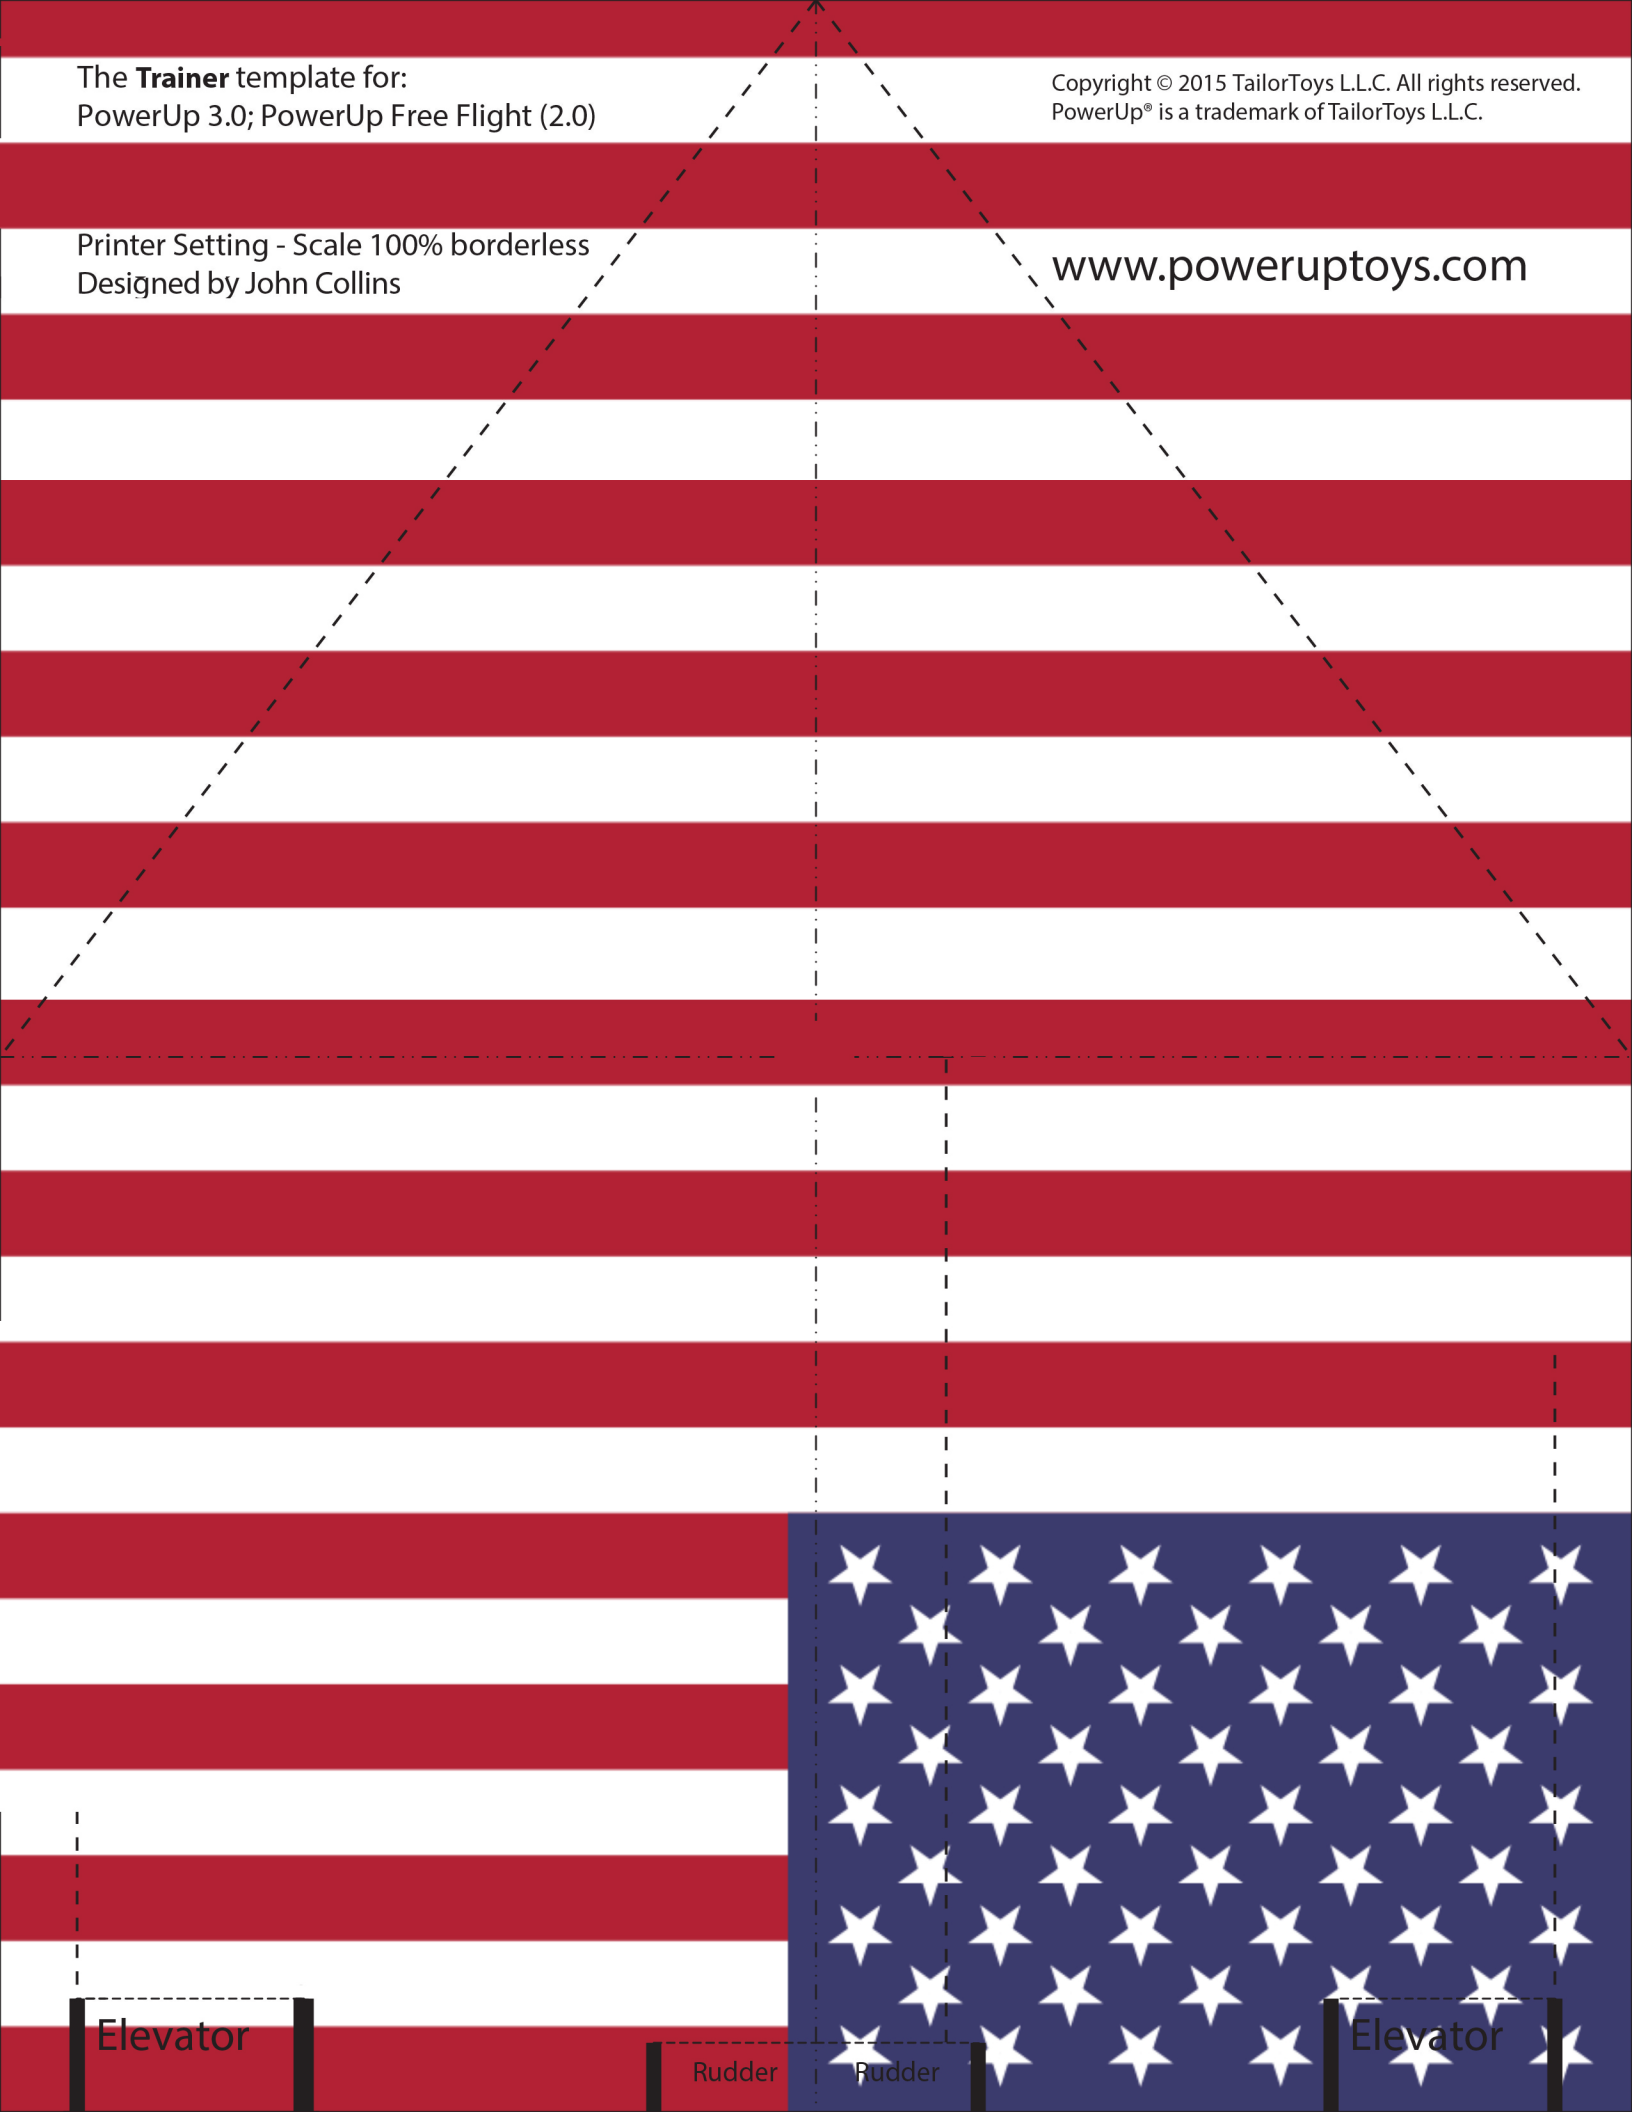 The Trainer template for:
PowerUp 3.0; PowerUp Free Flight (2.0)
Copyright © 2015 TailorToys L.L.C. All rights reserved.
PowerUp® is a trademark of TailorToys L.L.C.
Printer Setting - Scale 100% borderless
Designed by John Collins
www.poweruptoys.com
Elevator
Rudder
Rudder
Elevator